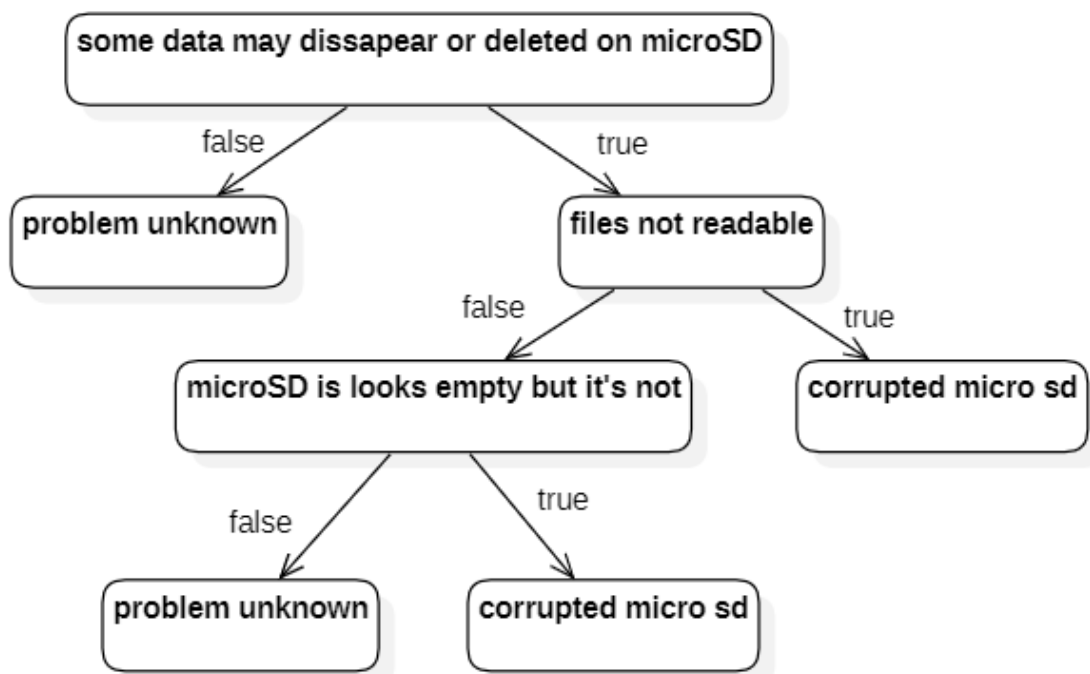 some data may dissapear or deleted on microSD
false
true
problem unknown
files not readable
false
true
microSD is looks empty but it's not
corrupted micro sd
false
true
problem unknown
corrupted micro sd